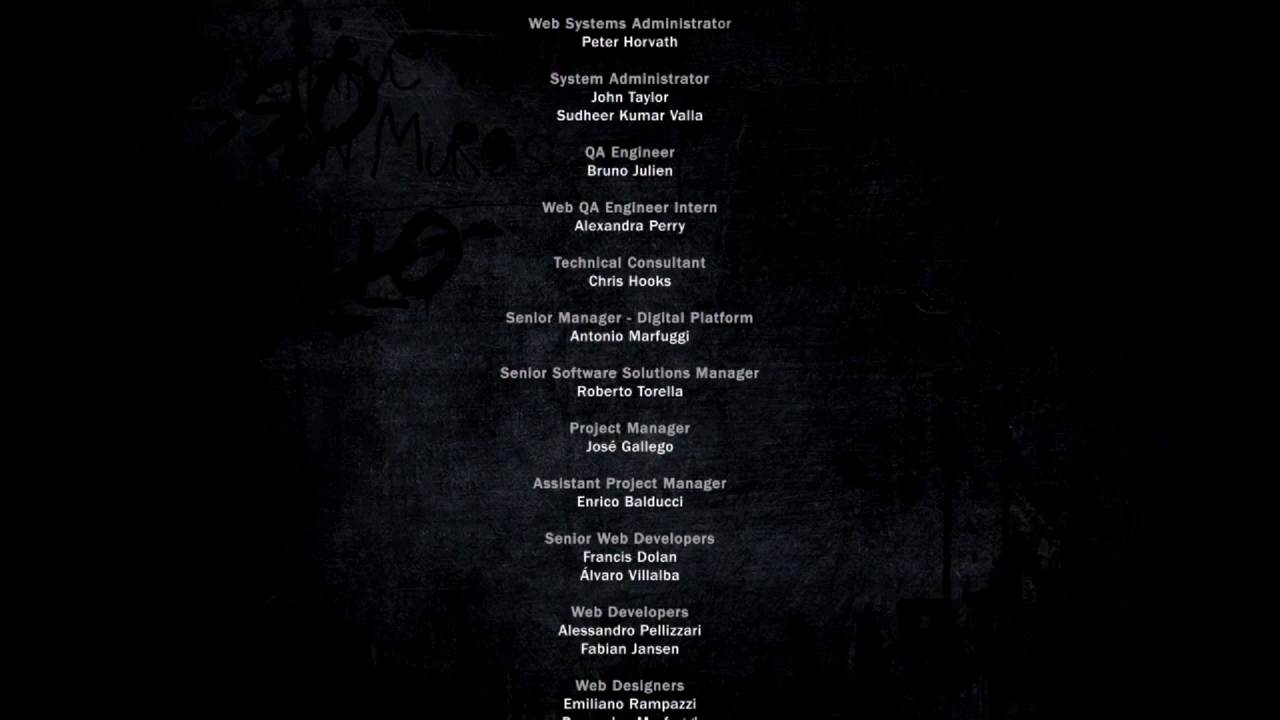 Web Systems Administrator
Peter Horvath
System Administrator
John Taylor
Sudheer Kumar Valla
QA Engineer
Bruno Julien
Web QA Engineer Intern
Alexandra Perry
Technical Consultant
Chris Hooks
Senior Manager - Digital Platform
Antonio Marfuggi
Senior Software Solutions Manager
Roberto Torella
Project Manager
José Gallego
Assistant Project Manager
Enrico Balducci
Senior Web Developers
Francis Dolan
Álvaro Villalba
Web Developers
Alessandro Pellizzari
Fabian Jansen
Web Designers
Emiliano Rampazzi